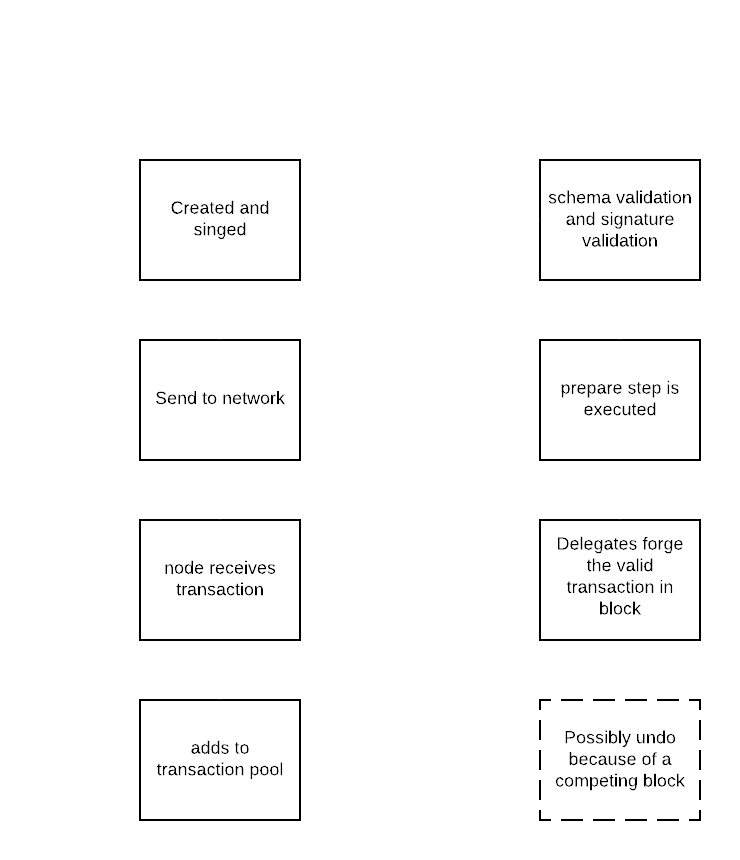 Created and
singed
Send to network
node receives
transaction
adds to
transaction pool
schema validation
and signature
validation
prepare step is
executed
Delegates forge
the valid
transaction in
block
Possibly undo
because of a
competing block